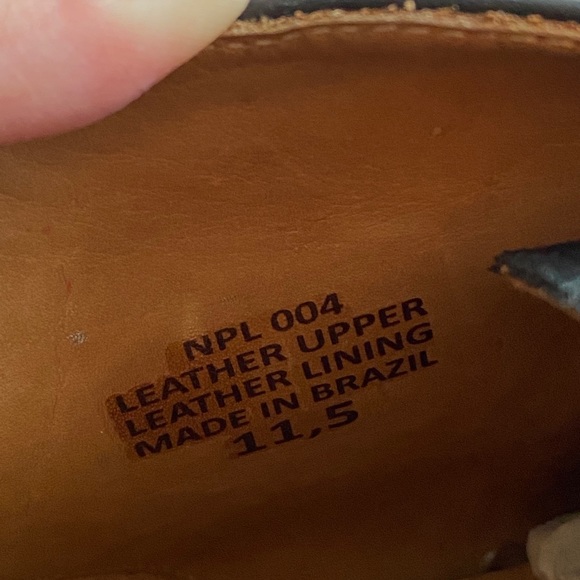 NPL 004
LEATHER UPPER
LEATHER LINING
MADE IN BRAZIL
11,5